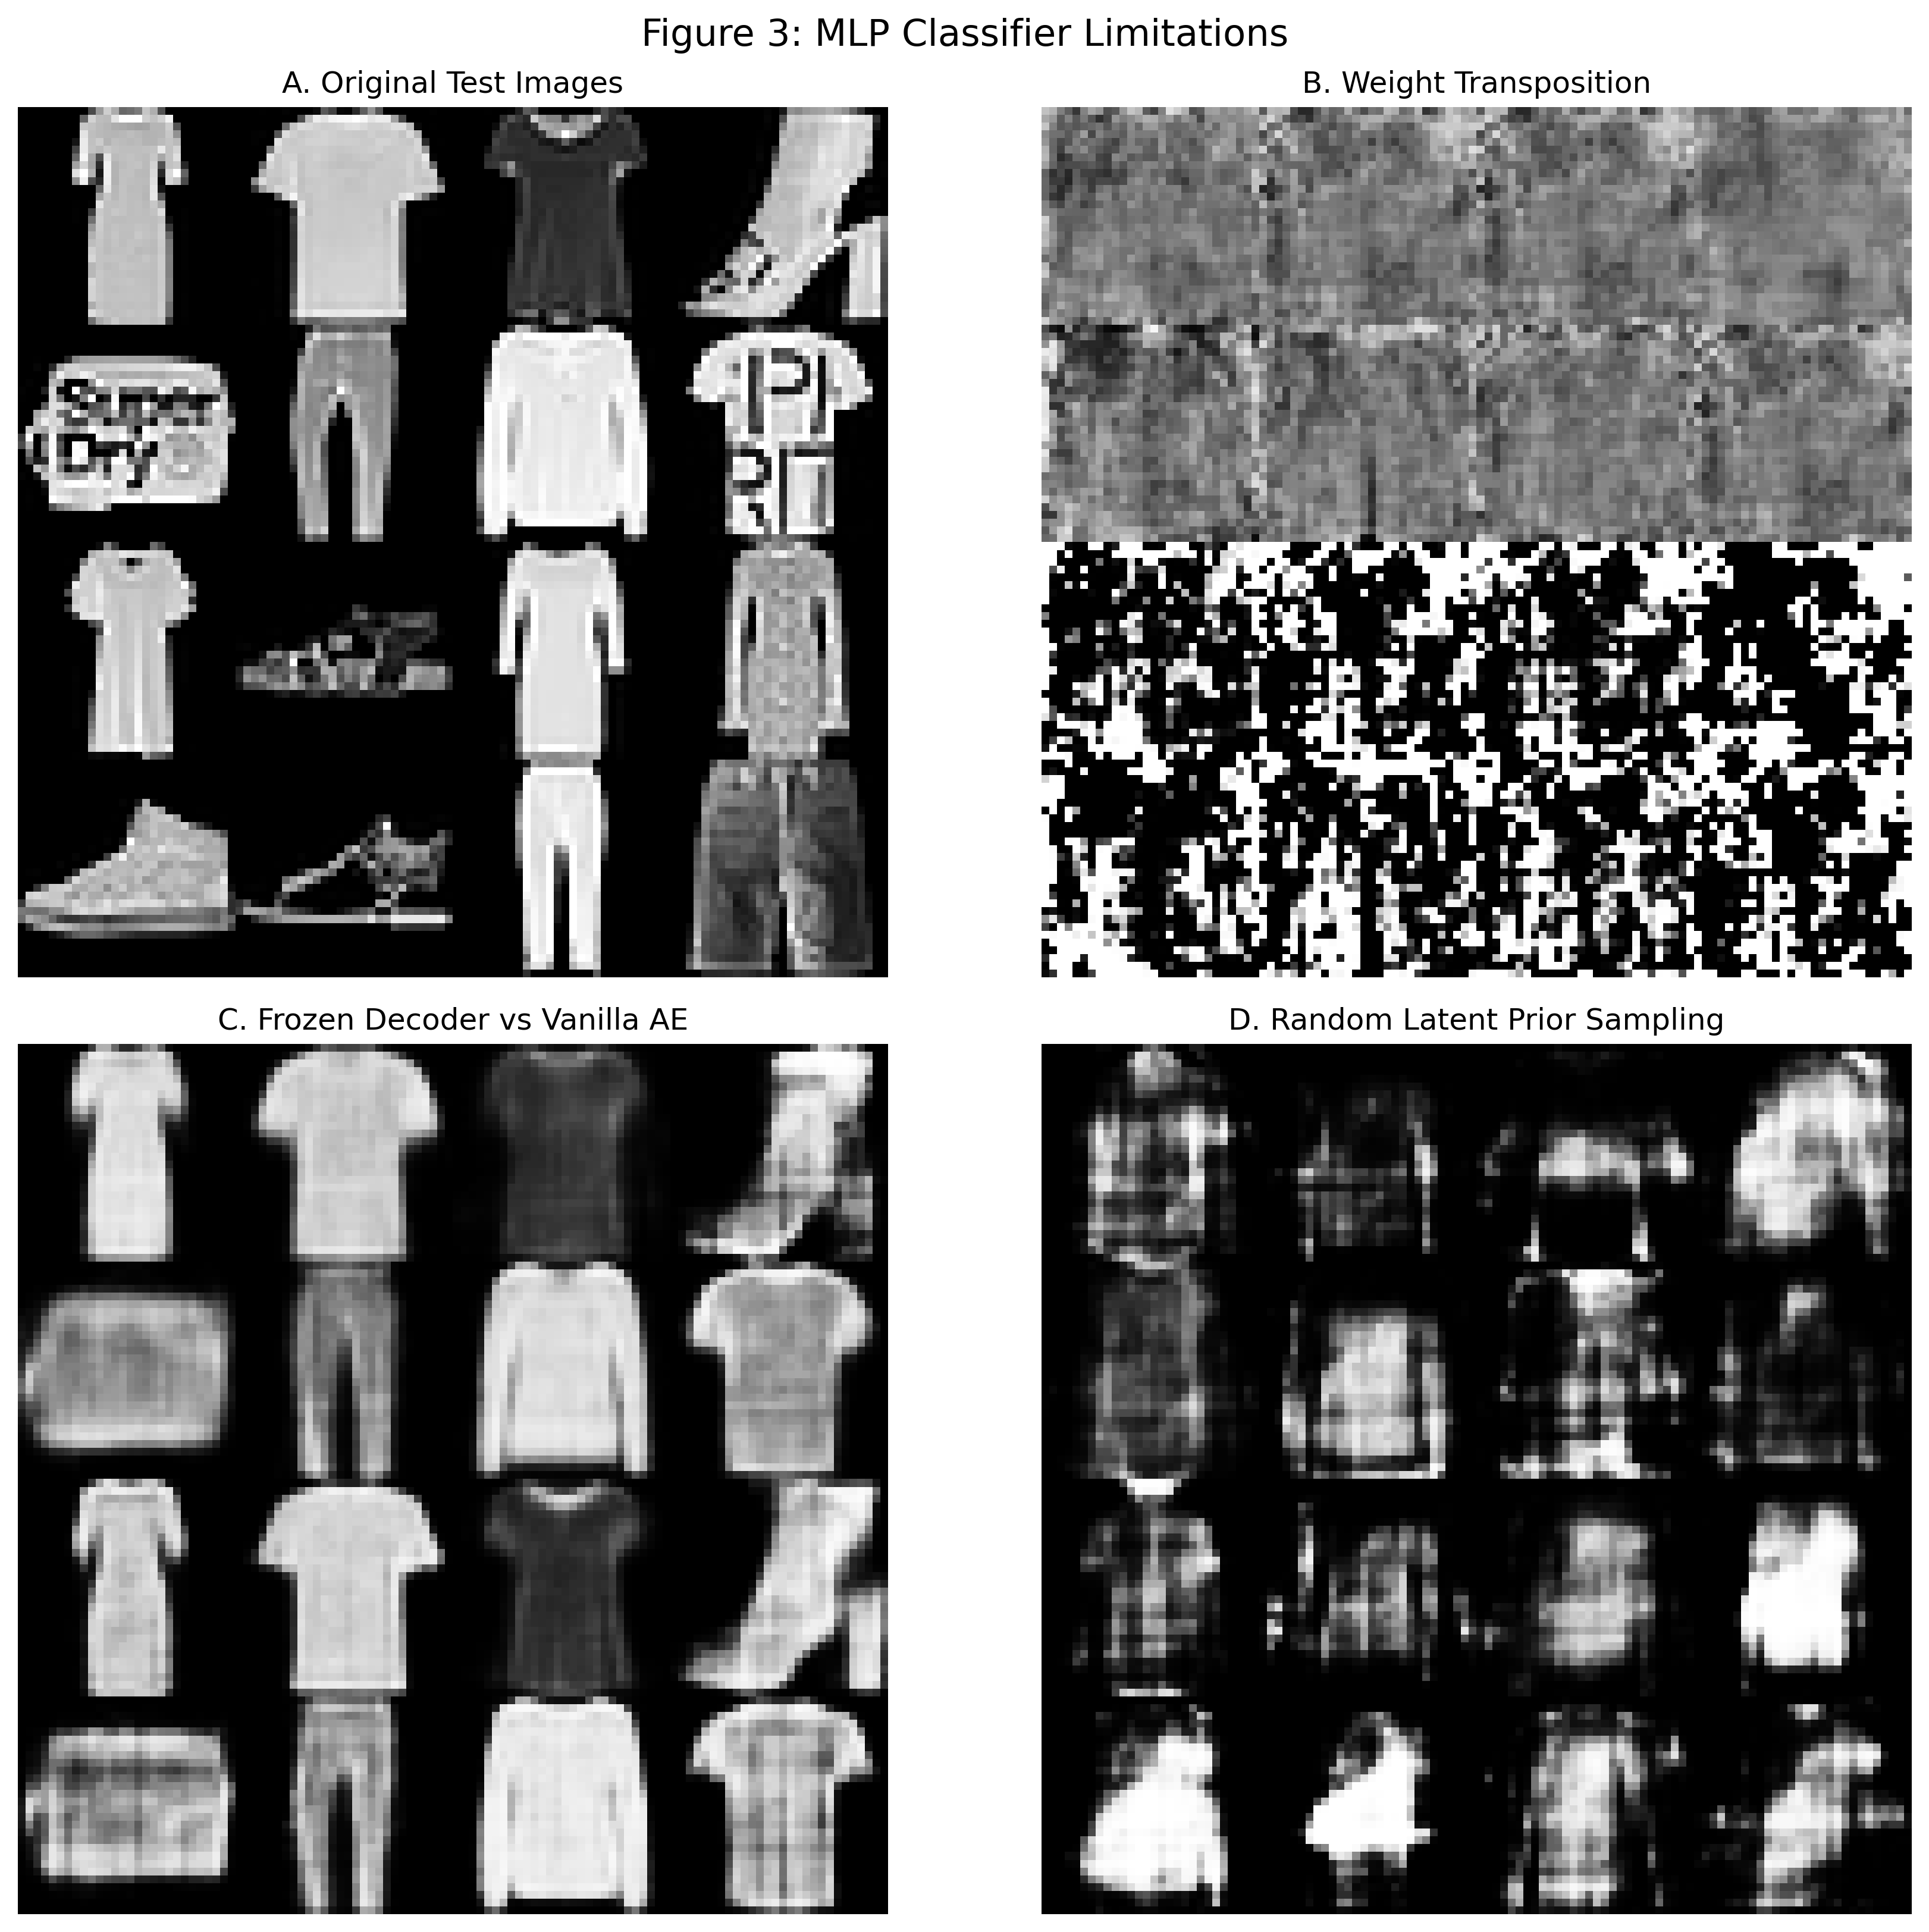 Figure 3: MLP Classifier Limitations
A. Original Test Images
B. Weight Transposition
Super
Dry
C. Frozen Decoder vs Vanilla AE
D. Random Latent Prior Sampling